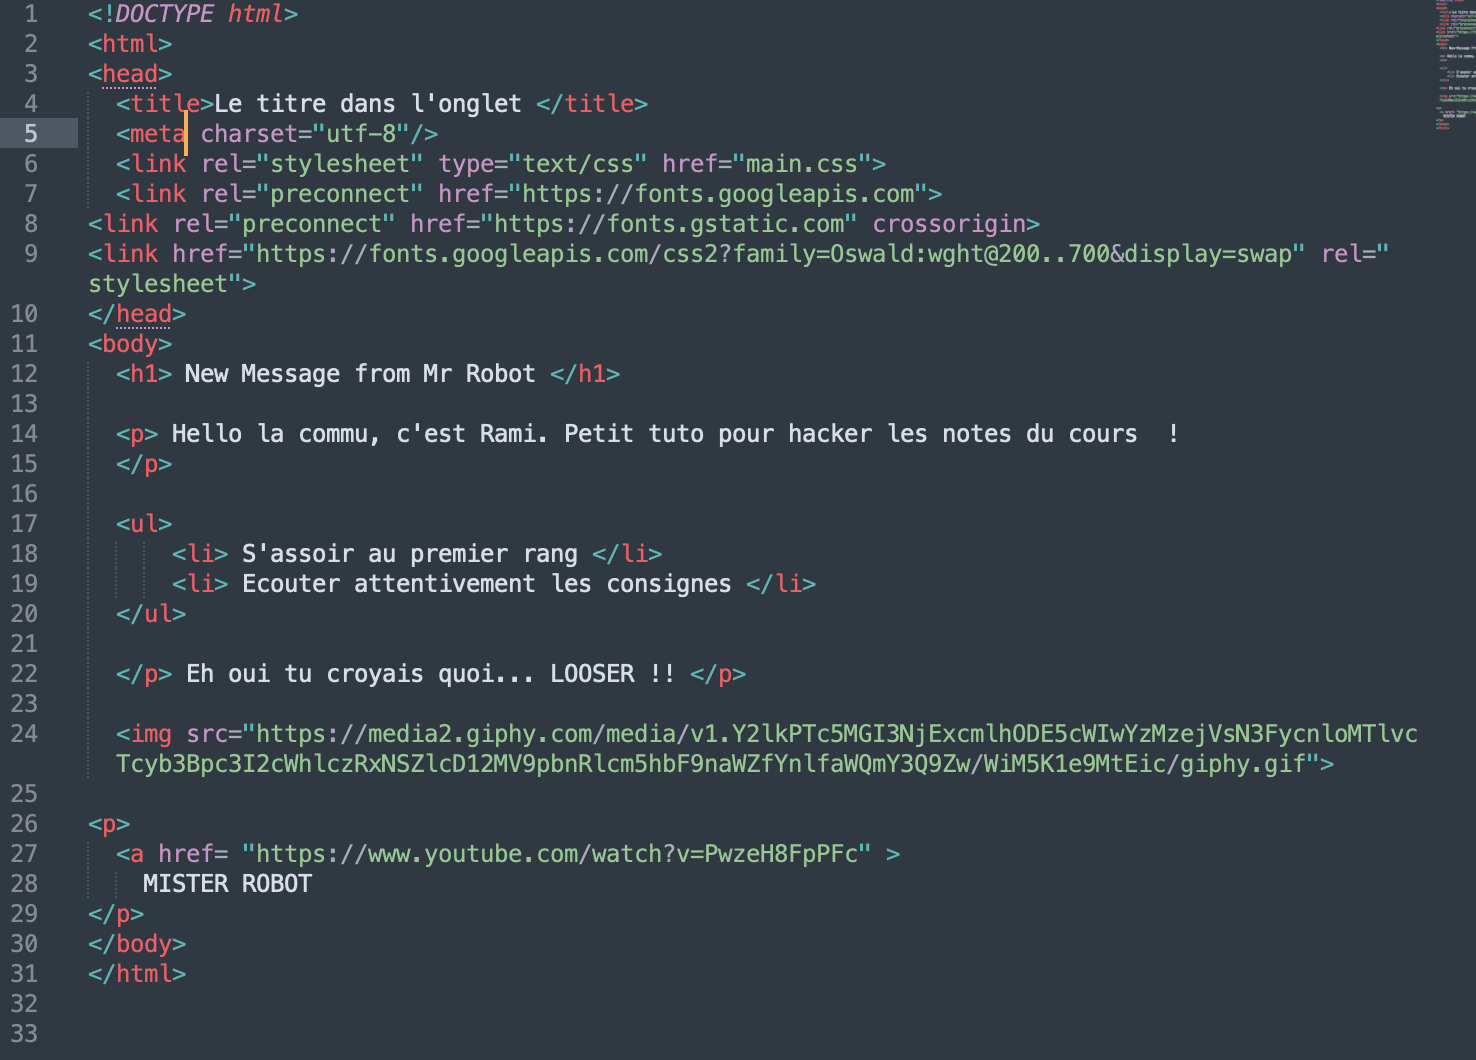 1 <!DOCTYPE html>
2 <html>
3 <head>
4 <title>Le titre dans l'onglet </title>
5 <meta charset="utf-8"/>
6 <link rel="stylesheet" type="text/css" href="main.css">
7 <link rel="preconnect" href="https://fonts.googleapis.com">
8 <link rel="preconnect" href="https://fonts.gstatic.com" crossorigin>
9 <link href="https://fonts.googleapis.com/css2?family=Oswald:wght@200..700&display=swap" rel="
stylesheet">
10 </head>
11 <body>
12 <h1> New Message from Mr Robot </h1>
13
14 <p> Hello la commu, c'est Rami. Petit tuto pour hacker les notes du cours  !
15 </p>
16
17 <ul>
18 <li> S'assoir au premier rang </li>
19 <li> Ecouter attentivement les consignes </li>
20 </ul>
21
22 </p> Eh oui tu croyais quoi... LOOSER !! </p>
23
24 <img src="https://media2.giphy.com/media/v1.Y2lkPTc5MGI3NjExcmlhODE5cWIwYzMzejVsN3FycnloMTlvc
Tcyb3Bpc3I2cWhlczRxNSZlcD12MV9pbnRlcm5hbF9naWZfYnlfaWQmY3Q9Zw/WiM5K1e9MtEic/giphy.gif">
25
26 <p>
27 <a href= "https://www.youtube.com/watch?v=PwzeH8FpPFc" >
28 MISTER ROBOT
29 </p>
30 </body>
31 </html>
32
33